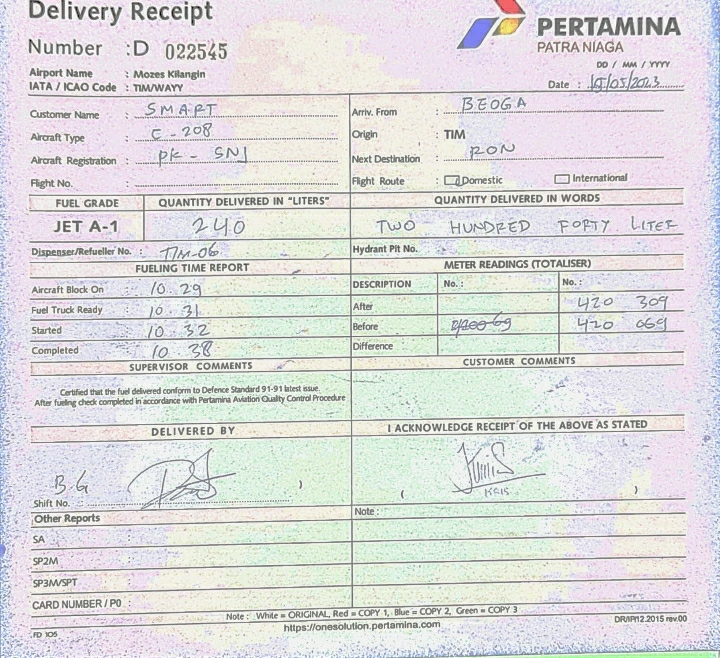 Delivery Receipt
Number : D 022545
PERTAMINA
PATRA NIAGA
Airport Name : Mozes Kilangin
IATA / ICAO Code : TIM/WAYY
DD / MM / YYYY
Date : 15/05/2023
Customer Name : SMART
Arriv. From : BEOGA
Aircraft Type : C - 208
Origin : TIM
Aircraft Registration : PK - SNJ
Next Destination : RON
Flight No. :
Flight Route : Domestic International
FUEL GRADE QUANTITY DELIVERED IN "LITERS" QUANTITY DELIVERED IN WORDS
JET A-1 240 TWO HUNDRED FORTY LITER
Dispenser/Refueller No. : TIM-06 Hydrant Pit No.
FUELING TIME REPORT METER READINGS (TOTALISER)
Aircraft Block On 10 . 29 DESCRIPTION No. : No. :
Fuel Truck Ready 10 . 31 After 420 309
Started 10 . 32 Before 420 069
Completed 10 . 38 Difference
SUPERVISOR COMMENTS CUSTOMER COMMENTS
Certified that the fuel delivered conform to Defence Standard 91-91 latest issue.
After fueling check completed in accordance with Pertamina Aviation Quality Control Procedure
DELIVERED BY I ACKNOWLEDGE RECEIPT OF THE ABOVE AS STATED
B.G ) ( KRIS )
Shift No.
Other Reports Note :
SA
SP2M
SP3M/SPT
CARD NUMBER / PO :
Note : White = ORIGINAL, Red = COPY 1, Blue = COPY 2, Green = COPY 3
https://onesolution.pertamina.com
DR/IR12.2015 rev.00
FD 105